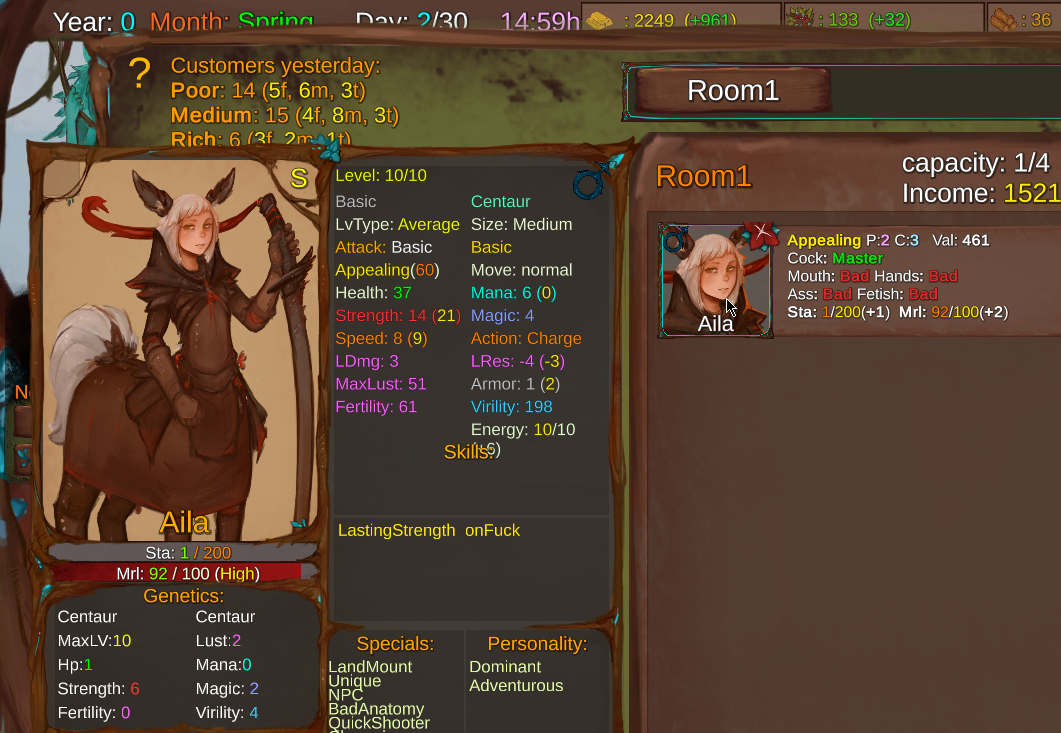 Year: 0 Month: Spring Day: 2/30 14:59h : 2249 (+961) : 133 (+32) : 36
Customers yesterday:
?
Poor: 14 (5f, 6m, 3t)
Medium: 15 (4f, 8m, 3t)
Rich: 6 (3f, 2m, 1t)
Room1
S
Level: 10/10
Basic Centaur
LvType: Average Size: Medium
Attack: Basic Basic
Appealing(60) Move: normal
Health: 37 Mana: 6 (0)
Strength: 14 (21) Magic: 4
Speed: 8 (9) Action: Charge
LDmg: 3 LRes: -4 (-3)
MaxLust: 51 Armor: 1 (2)
Fertility: 61 Virility: 198
Energy: 10/10
Skills:
LastingStrength onFuck
Aila
Sta: 1 / 200
Mrl: 92 / 100 (High)
Genetics:
Centaur Centaur
MaxLV:10 Lust:2
Hp:1 Mana:0
Strength: 6 Magic: 2
Fertility: 0 Virility: 4
Specials:
LandMount
Unique
NPC
BadAnatomy
QuickShooter
Personality:
Dominant
Adventurous
Room1
capacity: 1/4
Income: 1521
Appealing P:2 C:3 Val: 461
Cock: Master
Mouth: Bad Hands: Bad
Ass: Bad Fetish: Bad
Sta: 1/200(+1) Mrl: 92/100(+2)
Aila